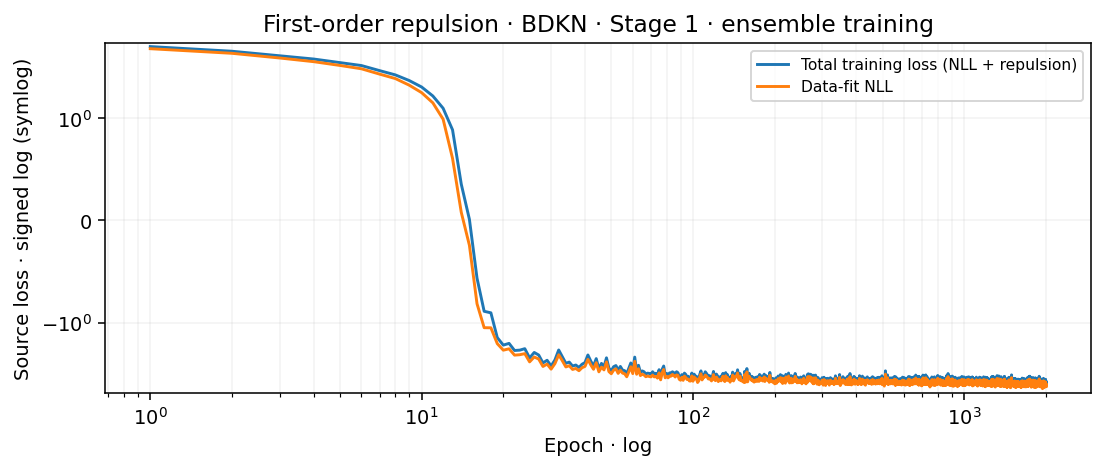 First-order repulsion · BDKN · Stage 1 · ensemble training
Total training loss (NLL + repulsion)
Data-fit NLL
Source loss · signed log (symlog)
10⁰
0
−10⁰
10⁰
10¹
10²
10³
Epoch · log